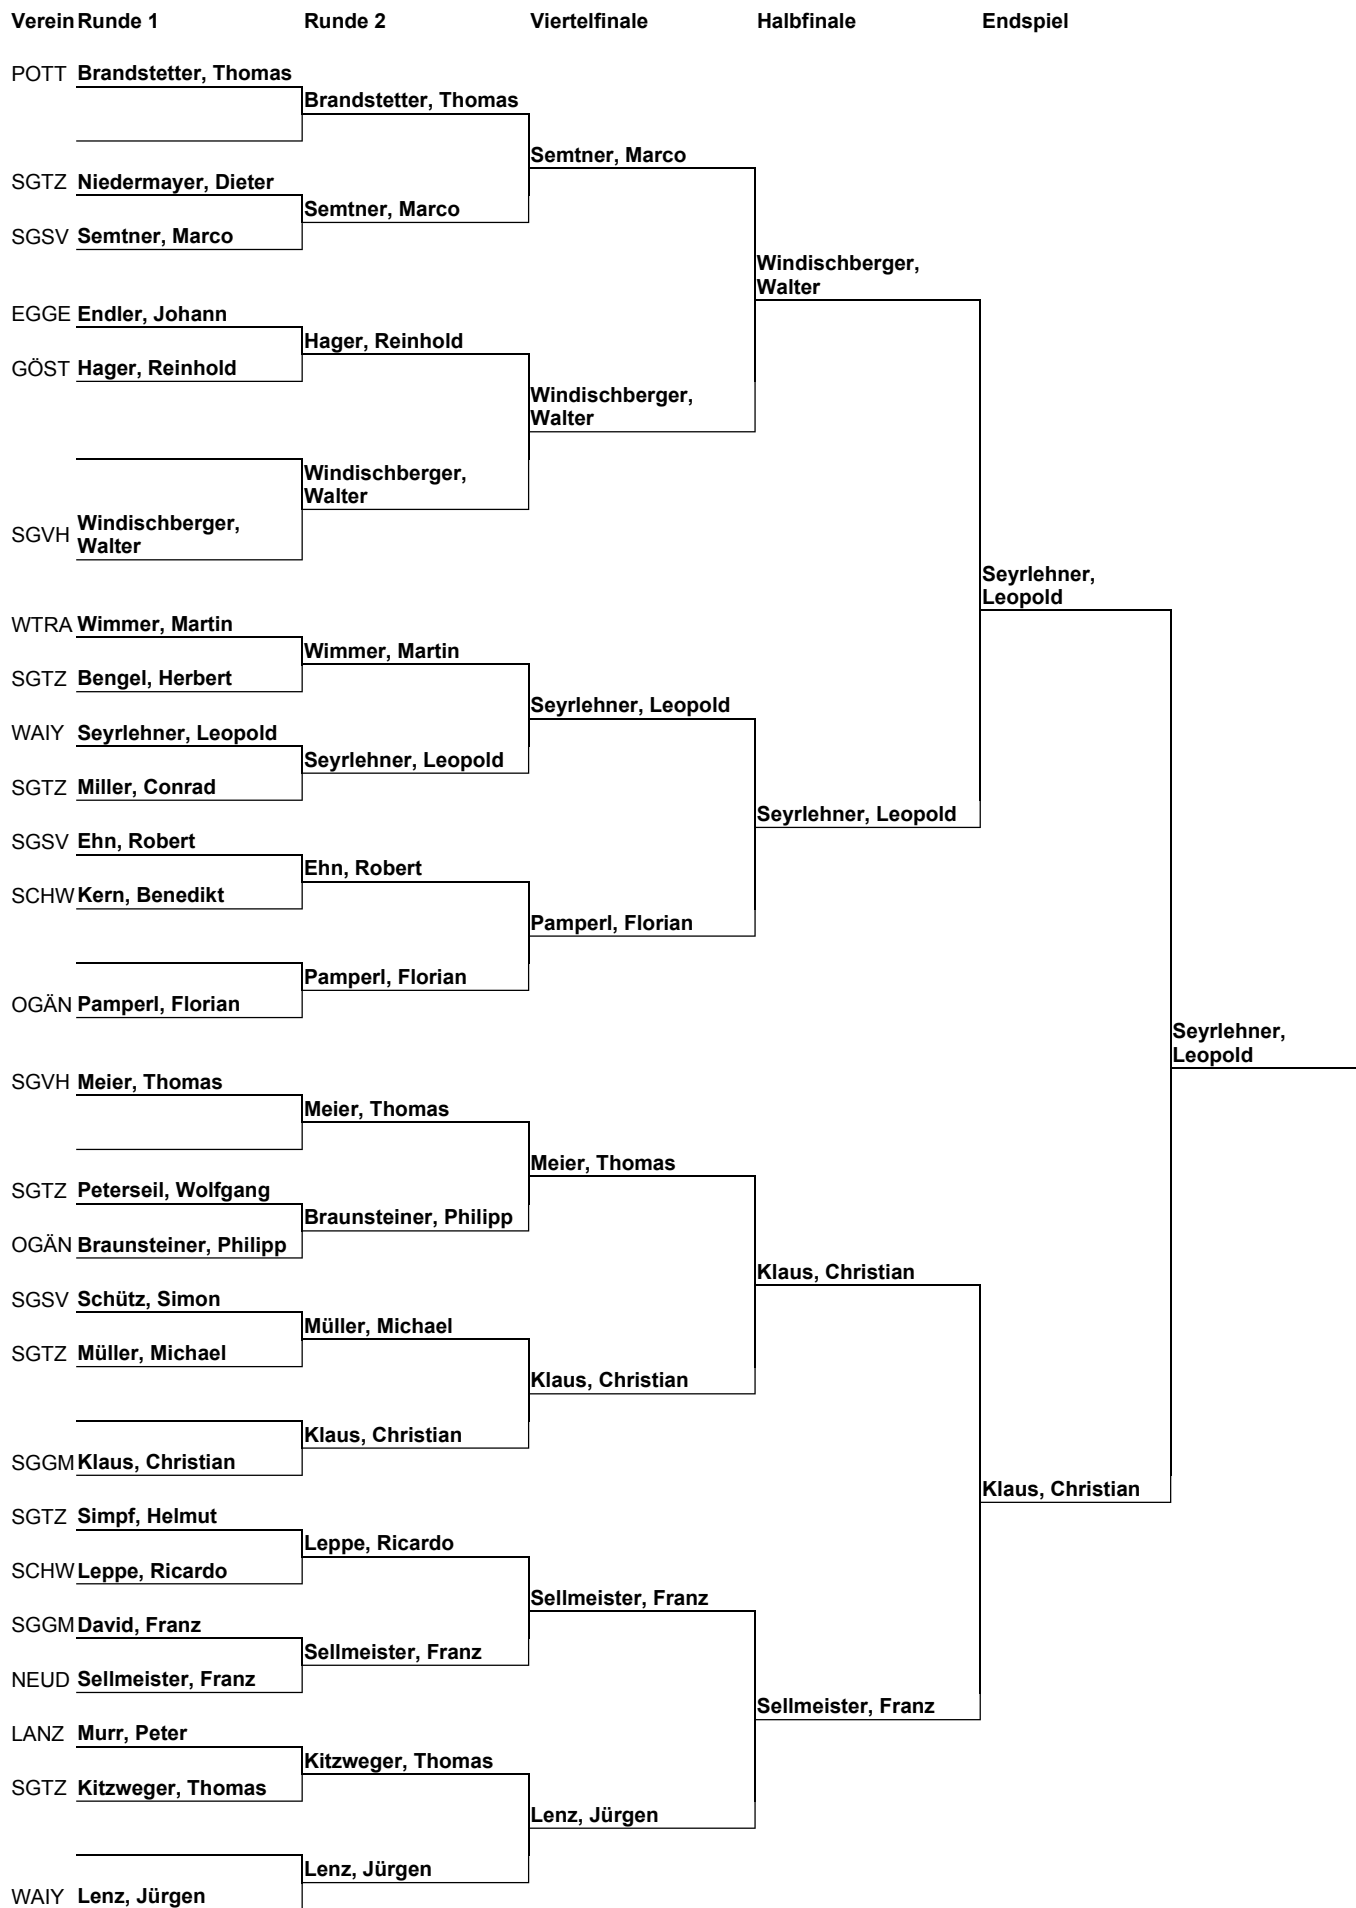 Verein Runde 1 Runde 2 Viertelfinale Halbfinale Endspiel
POTT Brandstetter, Thomas
Brandstetter, Thomas
Semtner, Marco
SGTZ Niedermayer, Dieter
Semtner, Marco
SGSV Semtner, Marco
Windischberger,
Walter
EGGE Endler, Johann
Hager, Reinhold
GÖST Hager, Reinhold
Windischberger,
Walter
Windischberger,
Walter
SGVH Windischberger,
Walter
Seyrlehner,
Leopold
WTRA Wimmer, Martin
Wimmer, Martin
SGTZ Bengel, Herbert
Seyrlehner, Leopold
WAIY Seyrlehner, Leopold
Seyrlehner, Leopold
SGTZ Miller, Conrad
Seyrlehner, Leopold
SGSV Ehn, Robert
Ehn, Robert
SCHW Kern, Benedikt
Pamperl, Florian
Pamperl, Florian
OGÄN Pamperl, Florian
Seyrlehner,
Leopold
SGVH Meier, Thomas
Meier, Thomas
Meier, Thomas
SGTZ Peterseil, Wolfgang
Braunsteiner, Philipp
OGÄN Braunsteiner, Philipp
Klaus, Christian
SGSV Schütz, Simon
Müller, Michael
SGTZ Müller, Michael
Klaus, Christian
Klaus, Christian
SGGM Klaus, Christian
Klaus, Christian
SGTZ Simpf, Helmut
Leppe, Ricardo
SCHW Leppe, Ricardo
Sellmeister, Franz
SGGM David, Franz
Sellmeister, Franz
NEUD Sellmeister, Franz
Sellmeister, Franz
LANZ Murr, Peter
Kitzweger, Thomas
SGTZ Kitzweger, Thomas
Lenz, Jürgen
Lenz, Jürgen
WAIY Lenz, Jürgen